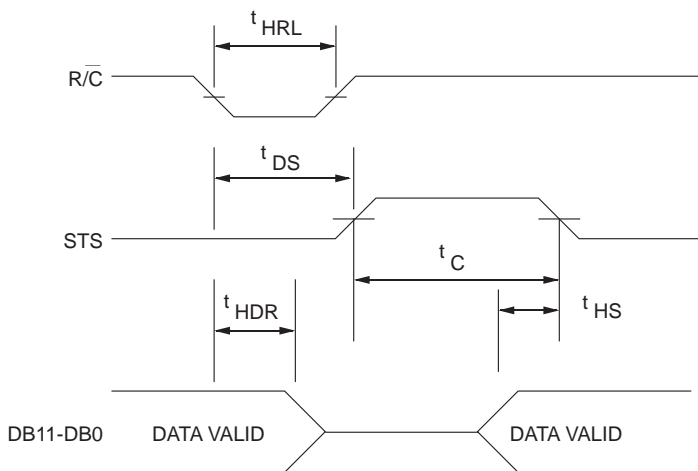 t HRL
R/C̅
t DS
STS
t C
t HDR
t HS
DB11-DB0 DATA VALID DATA VALID